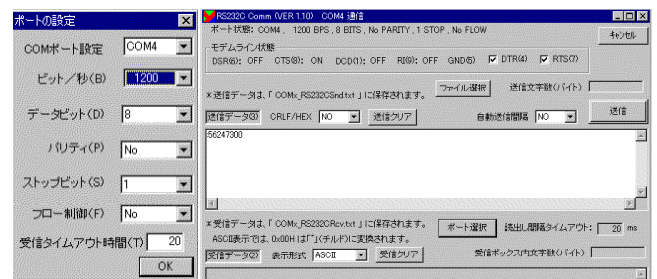 ポートの設定
COMポート設定 COM4
ビット／秒(B) 1200
データビット(D) 8
パリティ(P) No
ストップビット(S) 1
フロー制御(F) No
受信タイムアウト時間(T) 20
OK
RS232C Comm (VER 1.10) COM4 通信
ポート状態: COM4 , 1200 BPS , 8 BITS , No PARITY , 1 STOP , No FLOW
キャンセル
モデムライン状態
DSR(6): OFF CTS(8): ON DCD(1): OFF RI(9): OFF GND(5) DTR(4) RTS(7)
※送信データは、「 COMx_RS232CSnd.txt 」に保存されます。 ファイル選択 送信文字数(バイト)
送信データ(3) CRLF/HEX NO 送信クリア 自動送信間隔 NO 送信
56247300
※受信データは、「 COMx_RS232CRcv.txt 」に保存されます。 ポート選択 読出し間隔タイムアウト: 20 ms
ASCII表示では、0x00H は「~」(チルド)に変換されます。
受信データ(2) 表示形式 ASCII 受信クリア 受信ボックス内文字数(バイト)